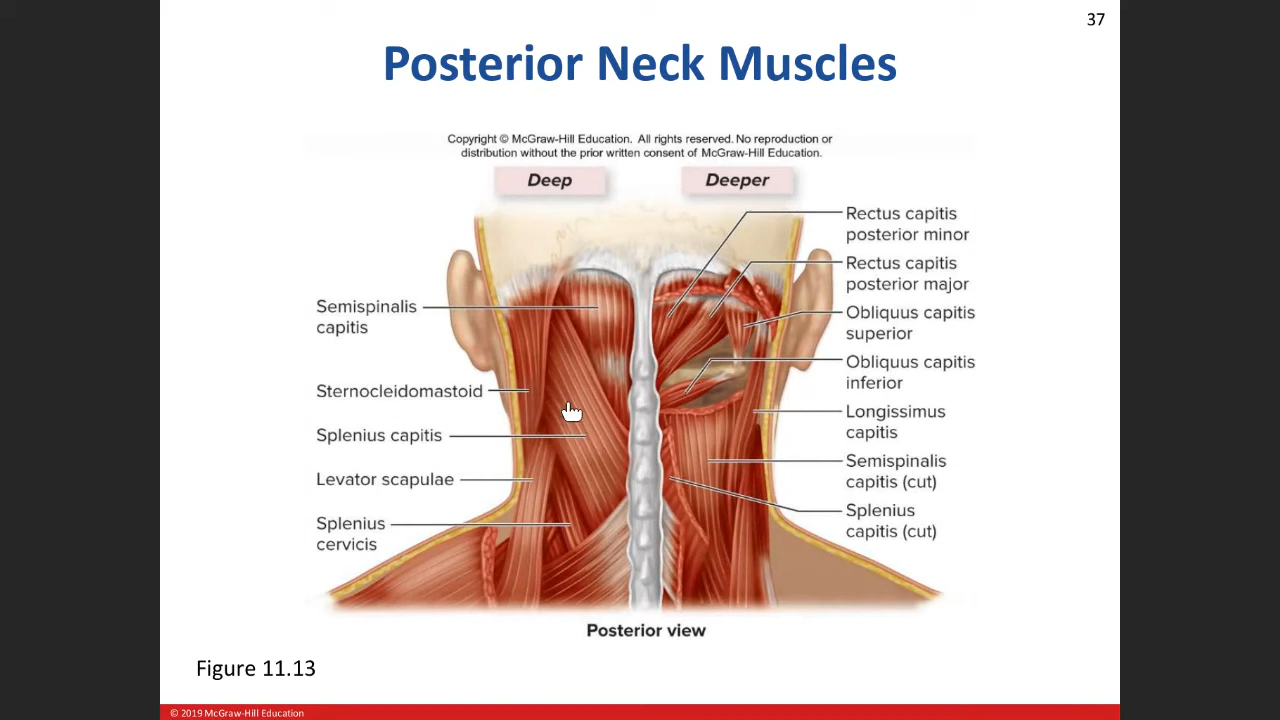 37
Posterior Neck Muscles
Copyright © McGraw-Hill Education. All rights reserved. No reproduction or
distribution without the prior written consent of McGraw-Hill Education.
Deep
Deeper
Semispinalis
capitis
Sternocleidomastoid
Splenius capitis
Levator scapulae
Splenius
cervicis
Rectus capitis
posterior minor
Rectus capitis
posterior major
Obliquus capitis
superior
Obliquus capitis
inferior
Longissimus
capitis
Semispinalis
capitis (cut)
Splenius
capitis (cut)
Posterior view
Figure 11.13
© 2019 McGraw-Hill Education